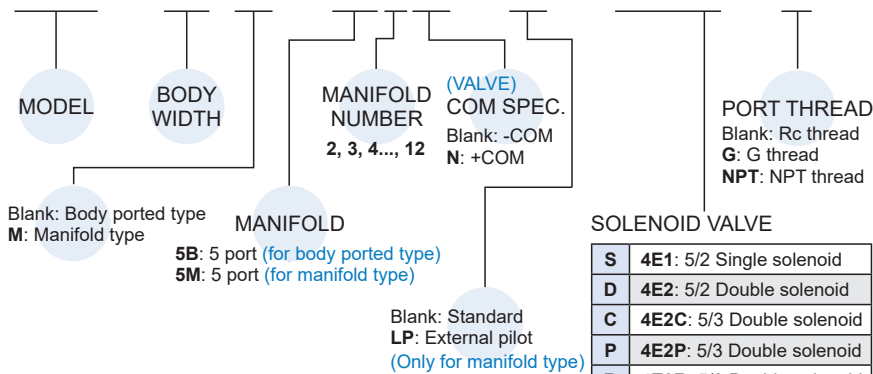 MODEL
BODY
WIDTH
MANIFOLD
NUMBER
2, 3, 4..., 12
(VALVE)
COM SPEC.
Blank: -COM
N: +COM
PORT THREAD
Blank: Rc thread
G: G thread
NPT: NPT thread
Blank: Body ported type
M: Manifold type
MANIFOLD
5B: 5 port (for body ported type)
5M: 5 port (for manifold type)
Blank: Standard
LP: External pilot
(Only for manifold type)
SOLENOID VALVE
S 4E1: 5/2 Single solenoid
D 4E2: 5/2 Double solenoid
C 4E2C: 5/3 Double solenoid
P 4E2P: 5/3 Double solenoid